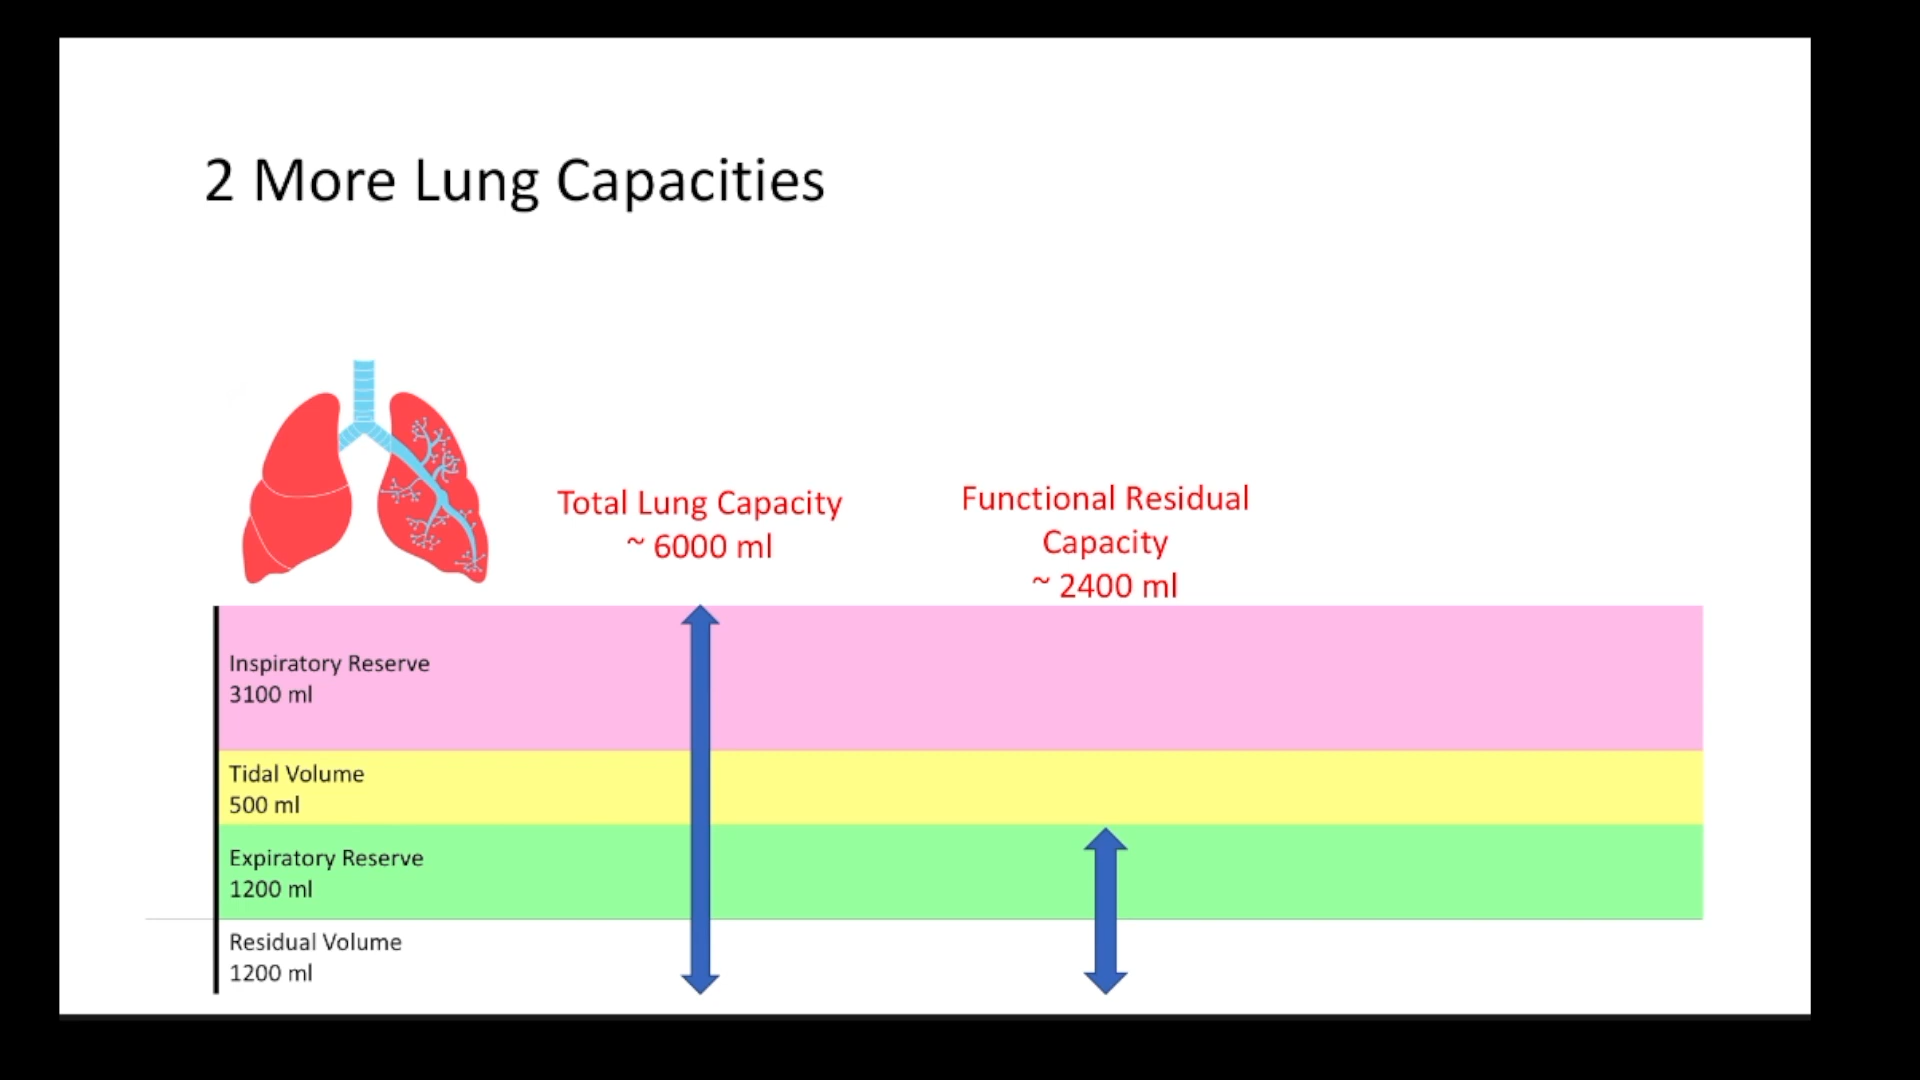 2 More Lung Capacities
Total Lung Capacity
~ 6000 ml
Functional Residual
Capacity
~ 2400 ml
Inspiratory Reserve
3100 ml
Tidal Volume
500 ml
Expiratory Reserve
1200 ml
Residual Volume
1200 ml